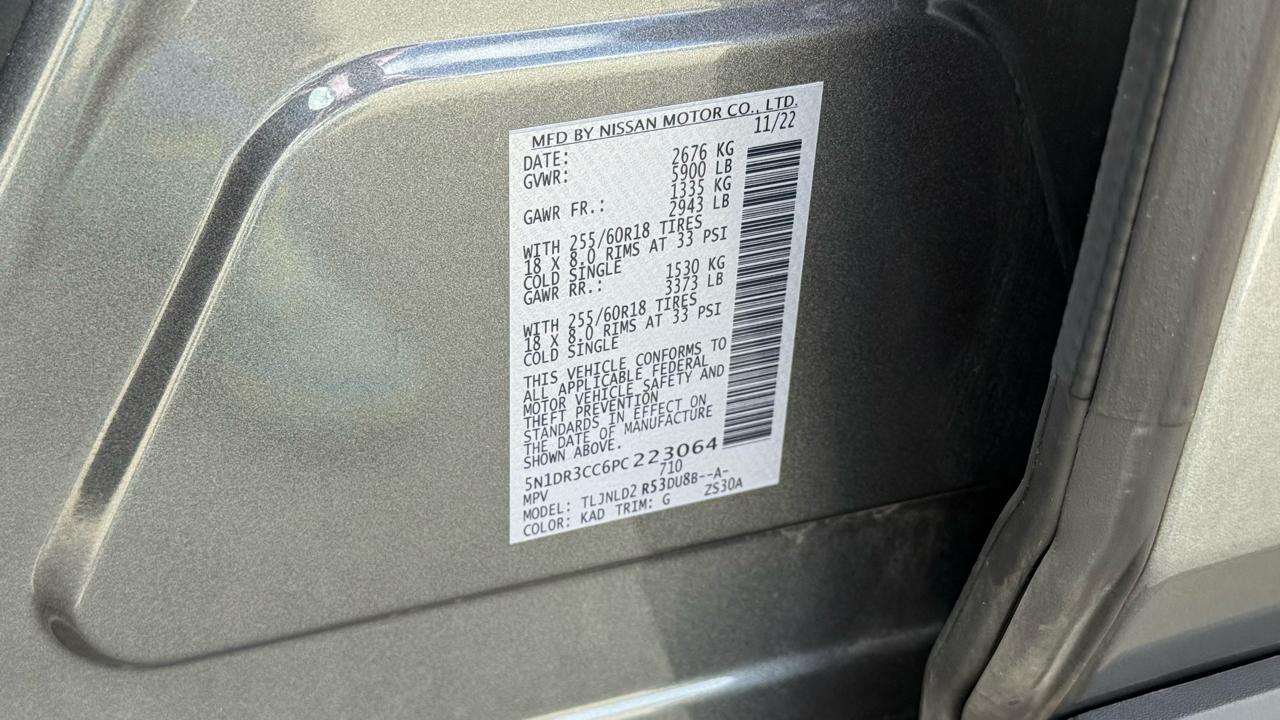 MFD BY NISSAN MOTOR CO., LTD.
DATE: 11/22
GVWR: 2676 KG
5900 LB
GAWR FR.: 1335 KG
2943 LB
WITH 255/60R18 TIRES
18 X 8.0 RIMS AT 33 PSI
COLD SINGLE
GAWR RR.: 1530 KG
3373 LB
WITH 255/60R18 TIRES
18 X 8.0 RIMS AT 33 PSI
COLD SINGLE
THIS VEHICLE CONFORMS TO
ALL APPLICABLE FEDERAL
MOTOR VEHICLE SAFETY AND
THEFT PREVENTION
STANDARDS IN EFFECT ON
THE DATE OF MANUFACTURE
SHOWN ABOVE.
5N1DR3CC6PC223064
MPV 710
MODEL: TLJNLD2 R53DU8B--A-
COLOR: KAD TRIM: G ZS30A